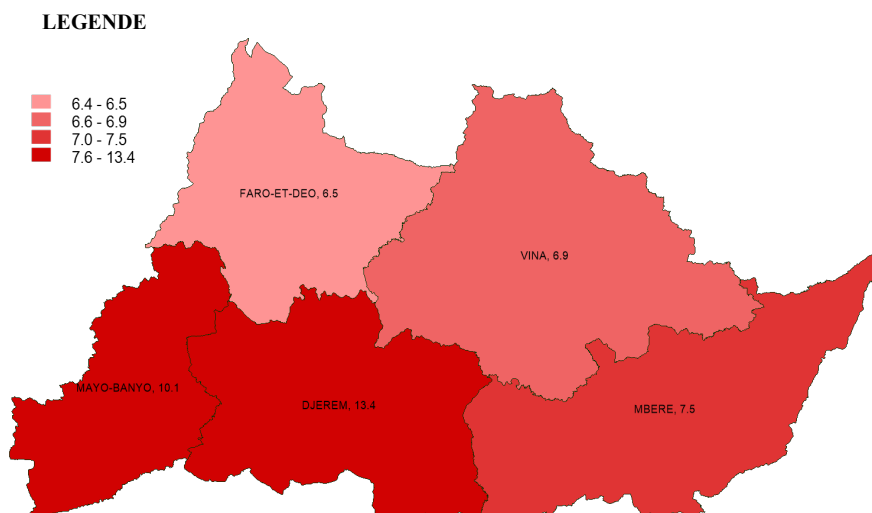 LEGENDE
6.4 - 6.5
6.6 - 6.9
7.0 - 7.5
7.6 - 13.4
FARO-ET-DEO, 6.5
VINA, 6.9
MAYO-BANYO, 10.1
DJEREM, 13.4
MBERE, 7.5